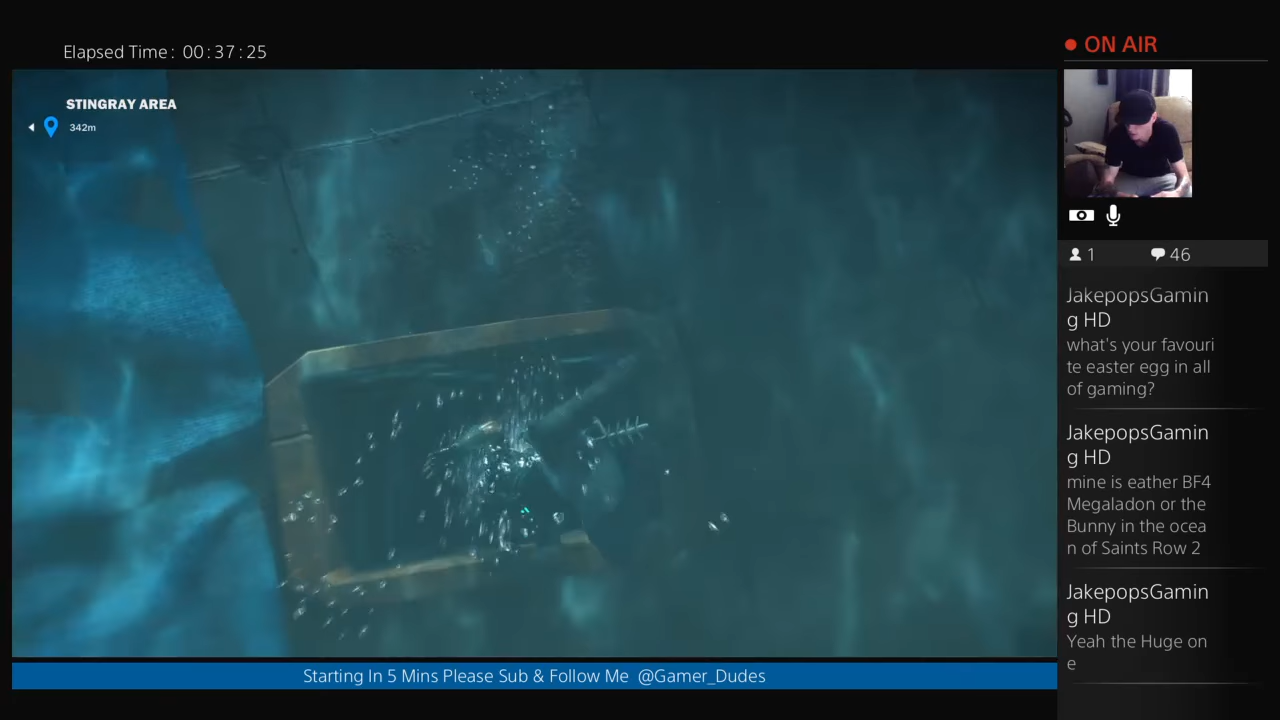 Elapsed Time: 00:37:25
ON AIR
STINGRAY AREA
342m
1
46
JakepopsGamin
g HD
what's your favouri
te easter egg in all
of gaming?
JakepopsGamin
g HD
mine is eather BF4
Megaladon or the
Bunny in the ocea
n of Saints Row 2
JakepopsGamin
g HD
Yeah the Huge on
e
Starting In 5 Mins Please Sub & Follow Me @Gamer_Dudes